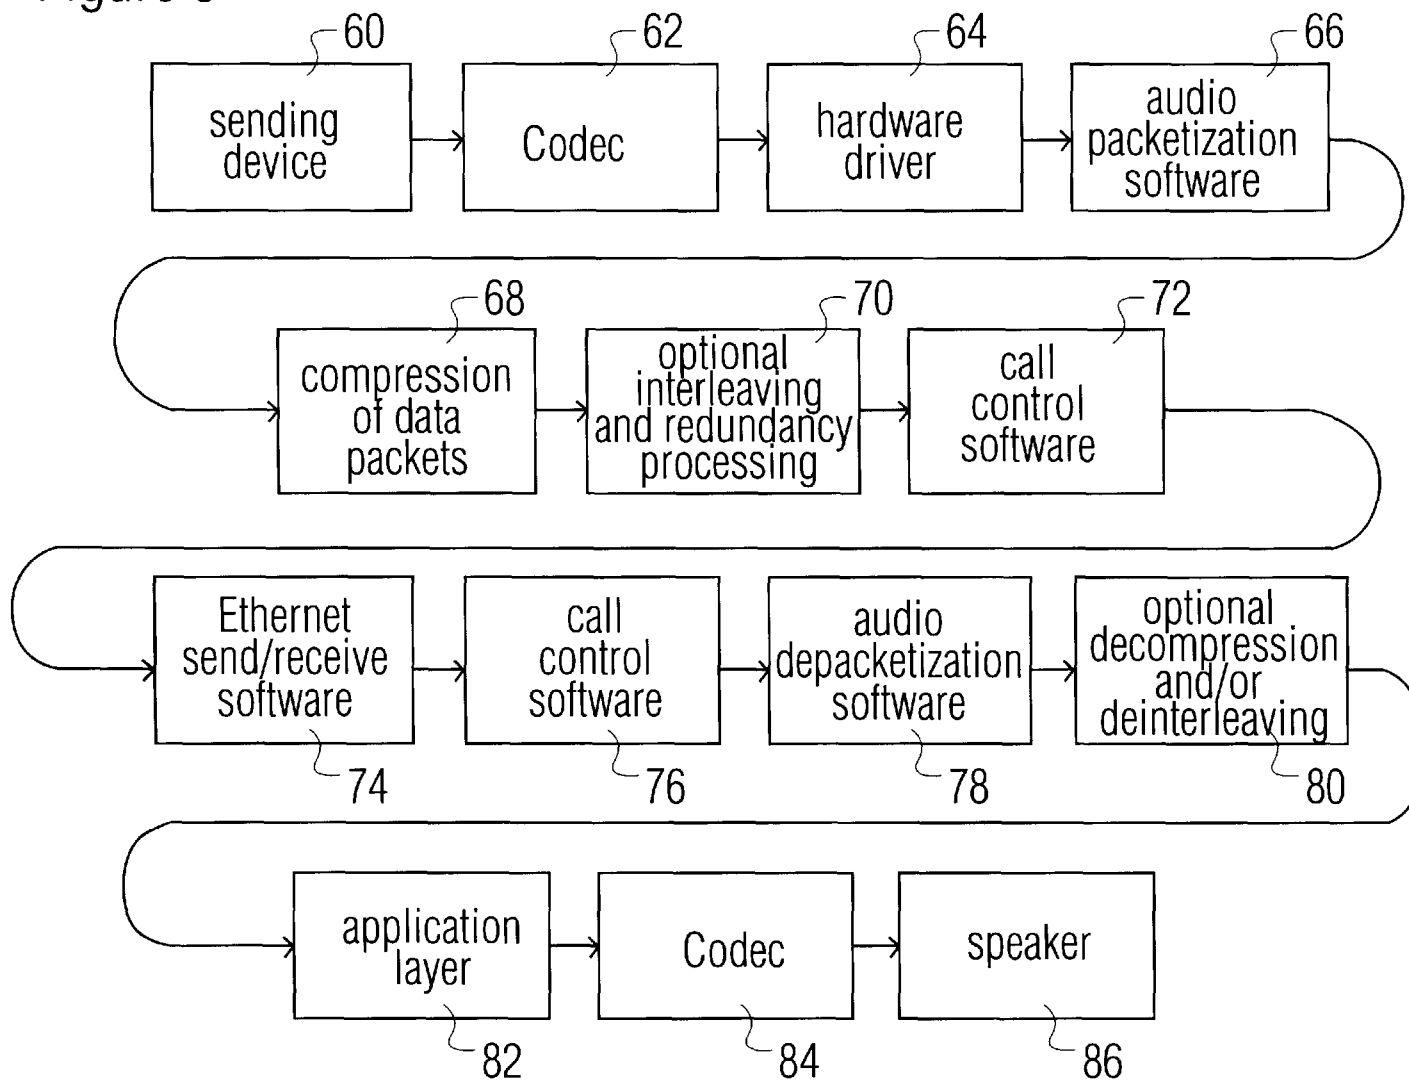 60
62
64
66
sending
device
Codec
hardware
driver
audio
packetization
software
68
70
72
compression
of data
packets
optional
interleaving
and redundancy
processing
call
control
software
Ethernet
send/receive
software
call
control
software
audio
depacketization
software
optional
decompression
and/or
deinterleaving
74
76
78
80
application
layer
Codec
speaker
82
84
86